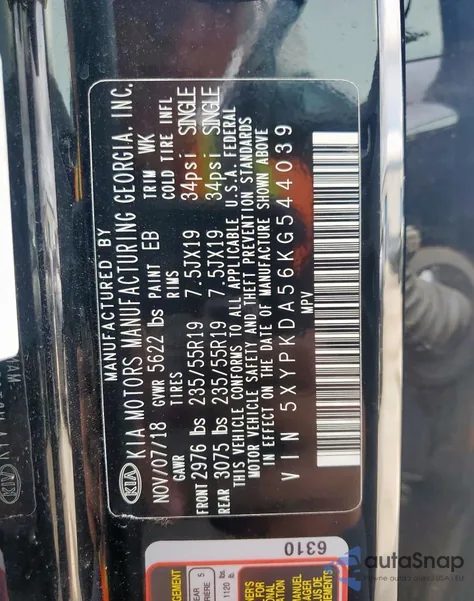 MANUFACTURED BY
KIA KIA MOTORS MANUFACTURING GEORGIA, INC.
NOV/07/18 GVWR 5622 lbs PAINT EB TRIM WK
GAWR TIRES RIMS COLD TIRE INFL
FRONT 2976 lbs 235/55R19 7.5JX19 34psi SINGLE
REAR 3075 lbs 235/55R19 7.5JX19 34psi SINGLE
THIS VEHICLE CONFORMS TO ALL APPLICABLE U.S.A. FEDERAL
MOTOR VEHICLE SAFETY AND THEFT PREVENTION STANDARDS
IN EFFECT ON THE DATE OF MANUFACTURE SHOWN ABOVE
VIN 5XYPKDA56KG544039
MPV
6310
autoSnap